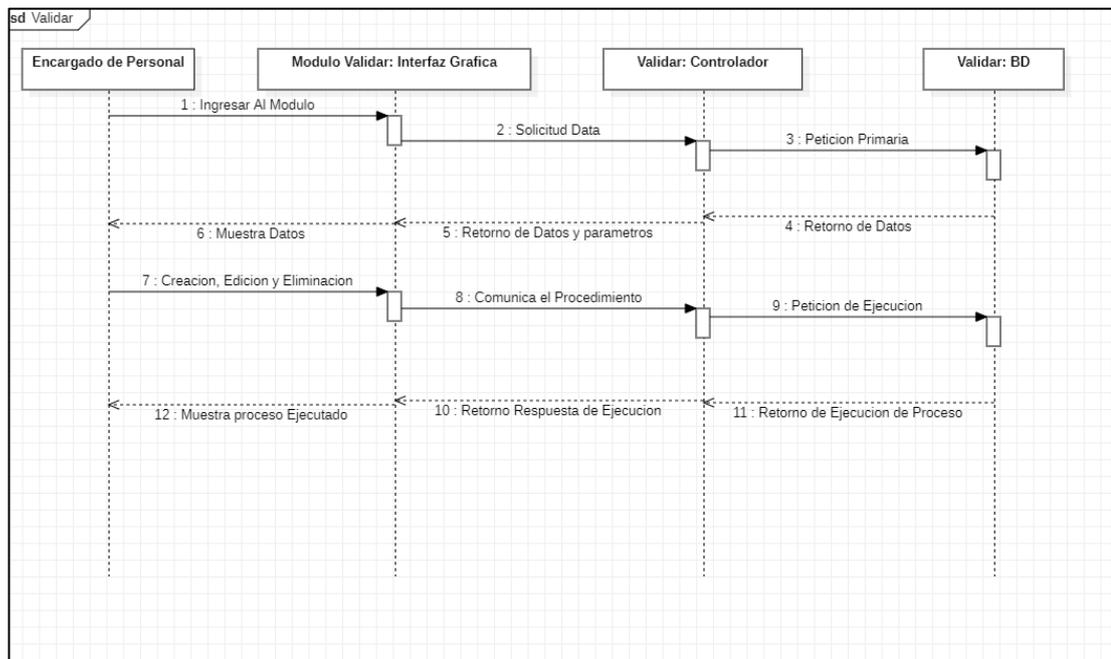 sd Validar
Encargado de Personal
Modulo Validar: Interfaz Grafica
Validar: Controlador
Validar: BD
1 : Ingresar Al Modulo
2 : Solicitud Data
3 : Peticion Primaria
4 : Retorno de Datos
5 : Retorno de Datos y parametros
6 : Muestra Datos
7 : Creacion, Edicion y Eliminacion
8 : Comunica el Procedimiento
9 : Peticion de Ejecucion
10 : Retorno Respuesta de Ejecucion
11 : Retorno de Ejecucion de Proceso
12 : Muestra proceso Ejecutado